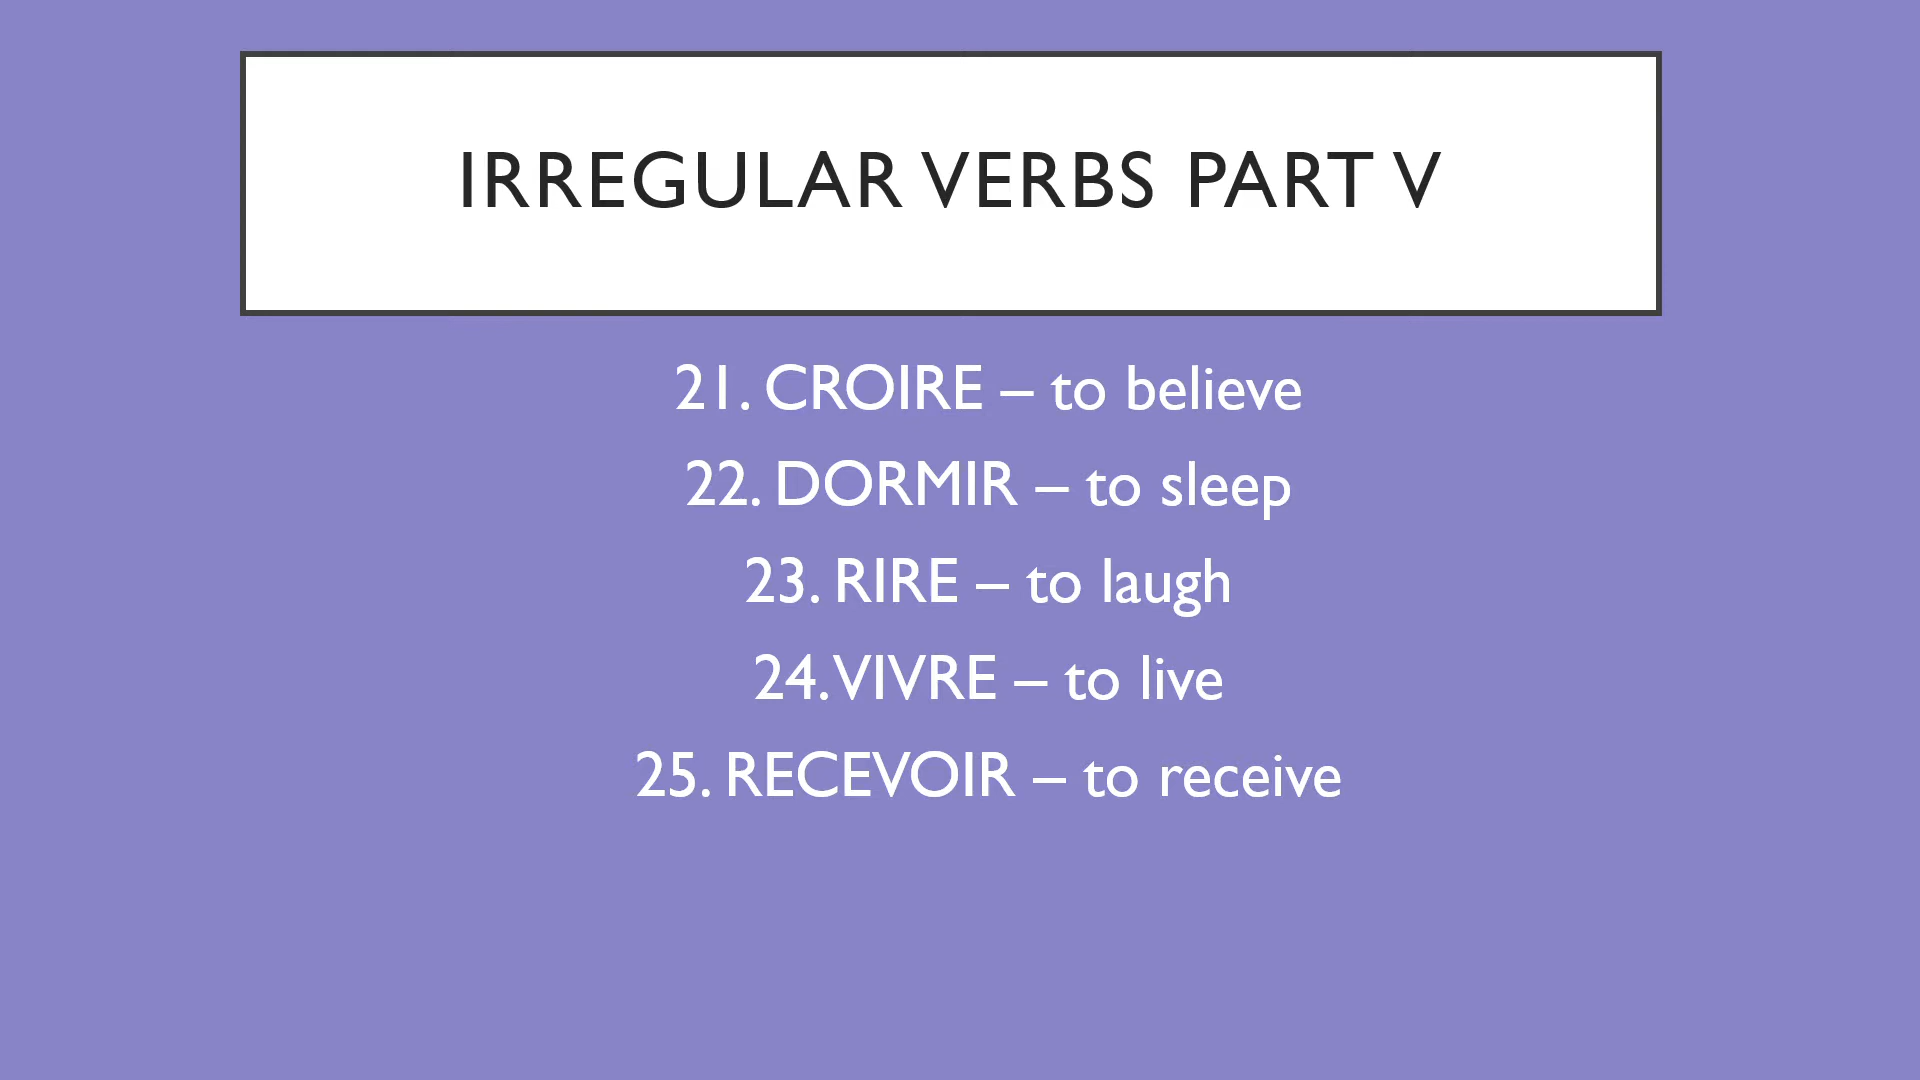 IRREGULAR VERBS PART V
21. CROIRE – to believe
22. DORMIR – to sleep
23. RIRE – to laugh
24. VIVRE – to live
25. RECEVOIR – to receive